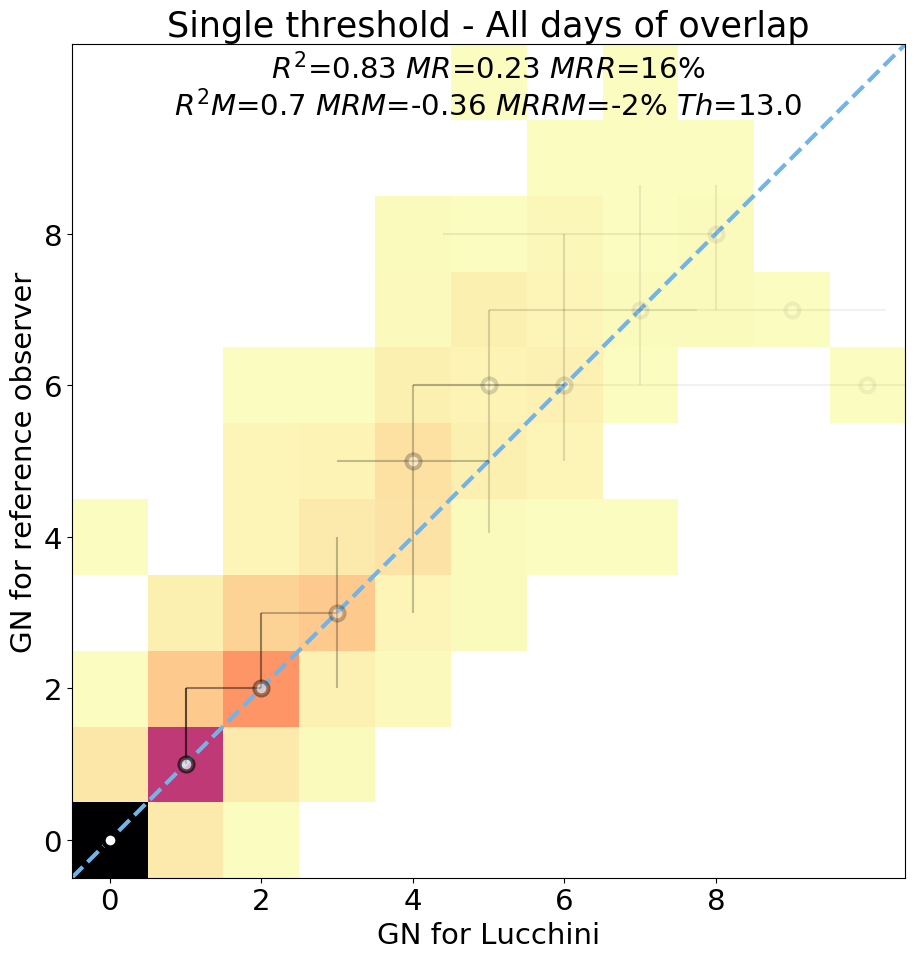 Single threshold - All days of overlap
R²=0.83 MR=0.23 MRR=16%
R²M=0.7 MRM=-0.36 MRRM=-2% Th=13.0
8
6
4
2
0
GN for reference observer
0 2 4 6 8
GN for Lucchini